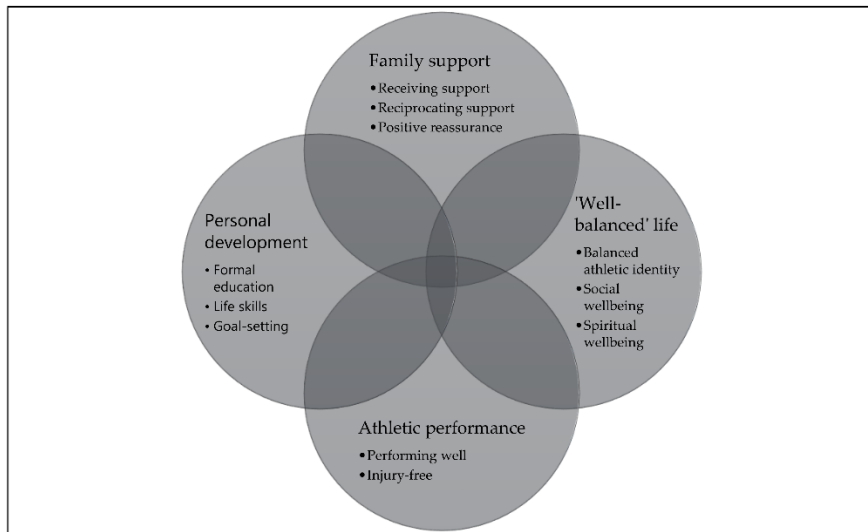 Family support
•Receiving support
•Reciprocating support
•Positive reassurance
Personal
development
• Formal
education
• Life skills
• Goal-setting
'Well-
balanced' life
•Balanced
athletic identity
•Social
wellbeing
•Spiritual
wellbeing
Athletic performance
•Performing well
•Injury-free